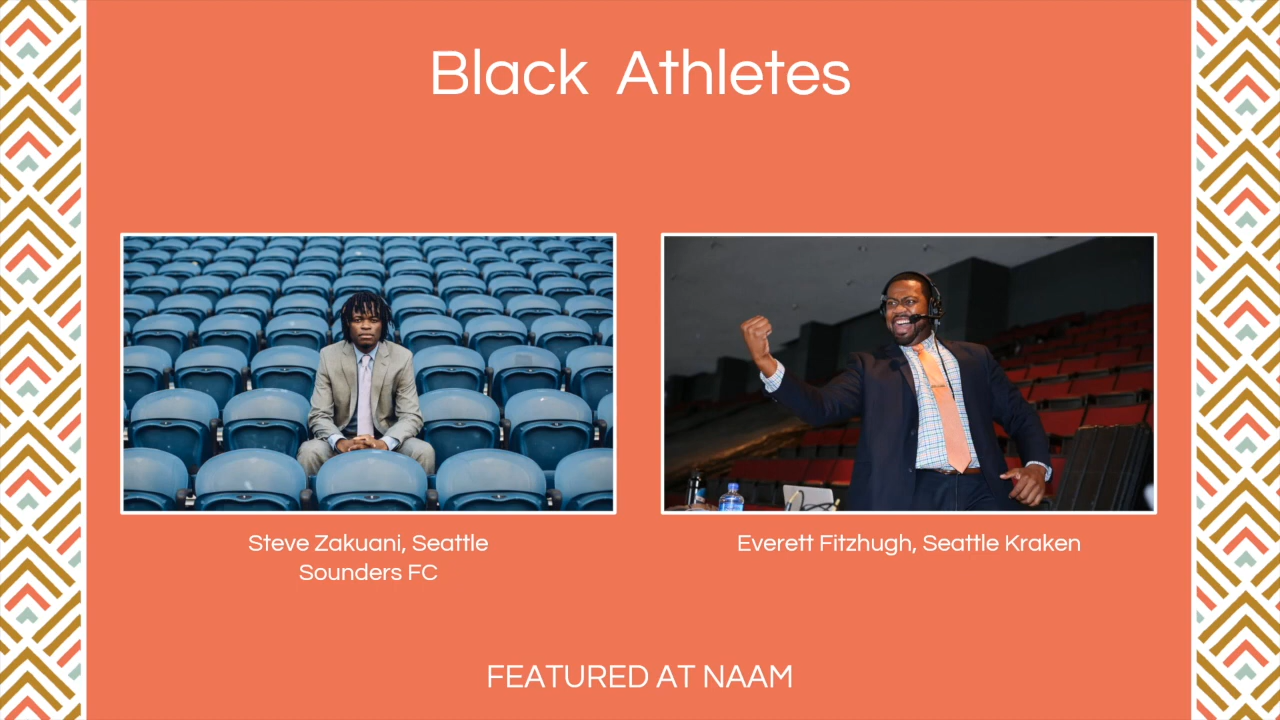 Black Athletes
Steve Zakuani, Seattle
Sounders FC
Everett Fitzhugh, Seattle Kraken
FEATURED AT NAAM